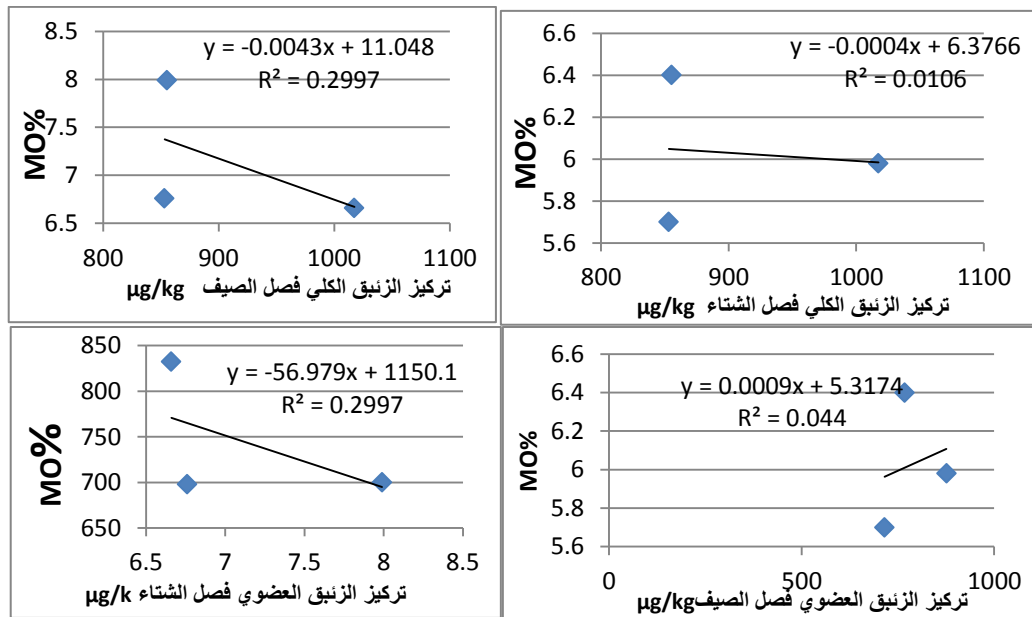 y = -0.0043x + 11.048
R² = 0.2997
MO%
8.5
8
7.5
7
6.5
800 900 1000 1100
تركيز الزئبق الكلي فصل الصيف µg/kg
y = -0.0004x + 6.3766
R² = 0.0106
MO%
6.6
6.4
6.2
6
5.8
5.6
800 900 1000 1100
تركيز الزئبق الكلي فصل الشتاء µg/kg
y = -56.979x + 1150.1
R² = 0.2997
MO%
850
800
750
700
650
6.5 7 7.5 8 8.5
تركيز الزئبق العضوي فصل الشتاء µg/k
y = 0.0009x + 5.3174
R² = 0.044
MO%
6.6
6.4
6.2
6
5.8
5.6
0 500 1000
تركيز الزئبق العضوي فصل الصيف µg/kg